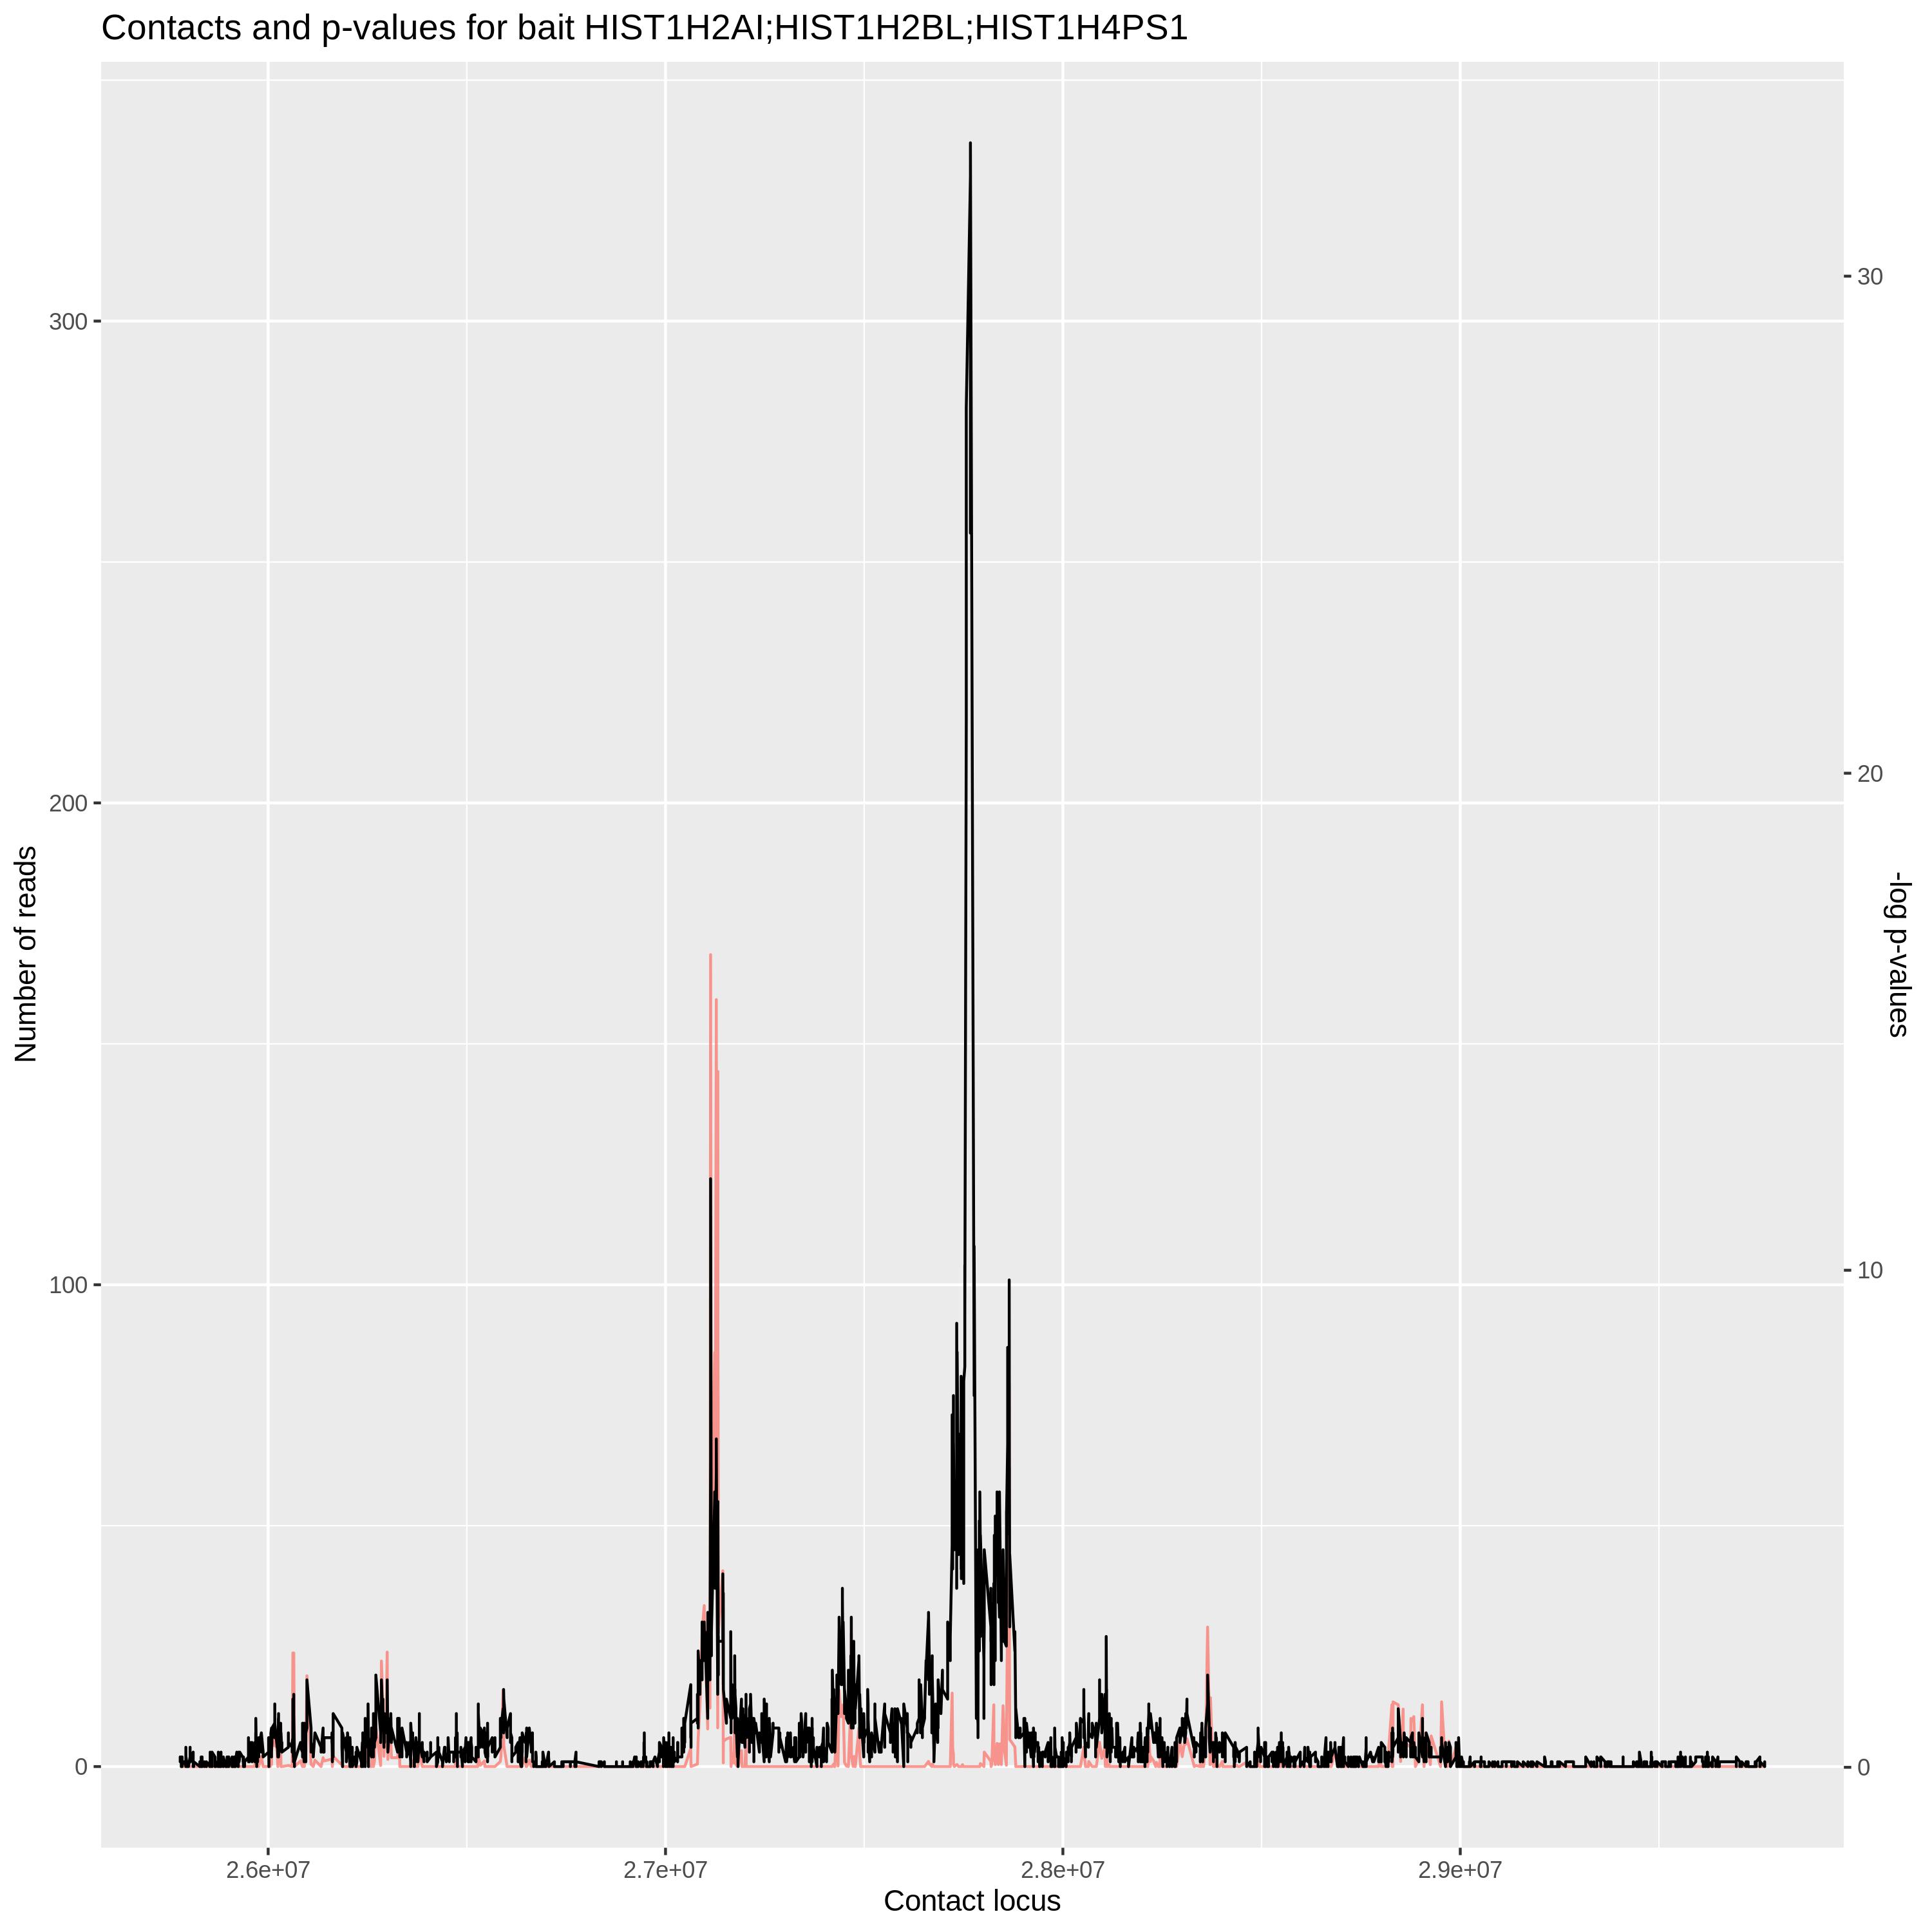 Contacts and p-values for bait HIST1H2AI;HIST1H2BL;HIST1H4PS1
Number of reads
300
200
100
0
30
20
10
0
-log p-values
2.6e+07
2.7e+07
2.8e+07
2.9e+07
Contact locus